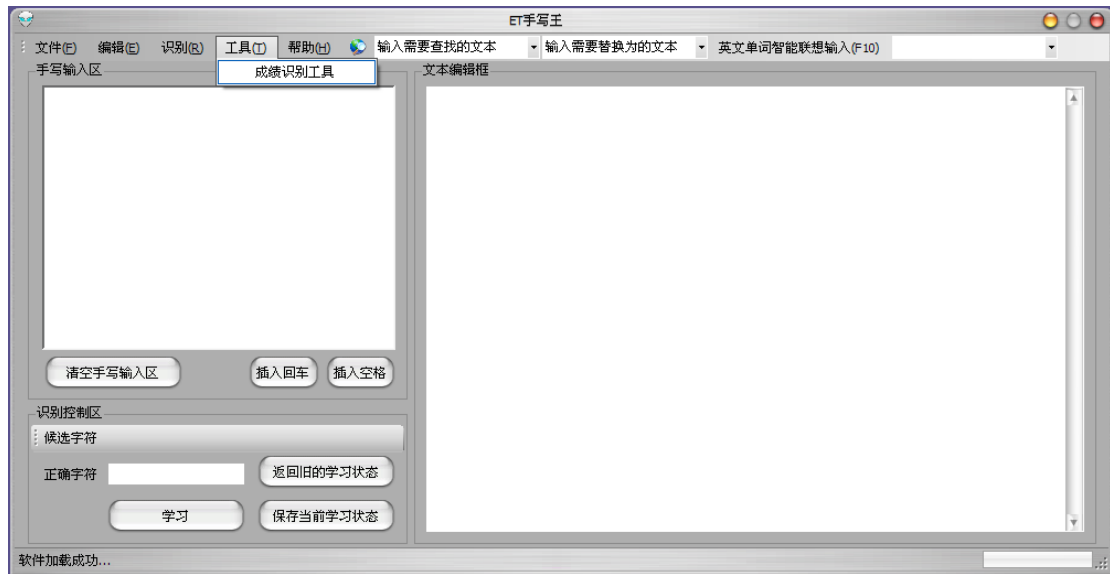 ET手写王
文件(F) 编辑(E) 识别(R) 工具(T) 帮助(H) 输入需要查找的文本 输入需要替换为的文本 英文单词智能联想输入(F10)
成绩识别工具
手写输入区
文本编辑框
清空手写输入区 插入回车 插入空格
识别控制区
候选字符
正确字符 返回旧的学习状态
学习 保存当前学习状态
软件加载成功...